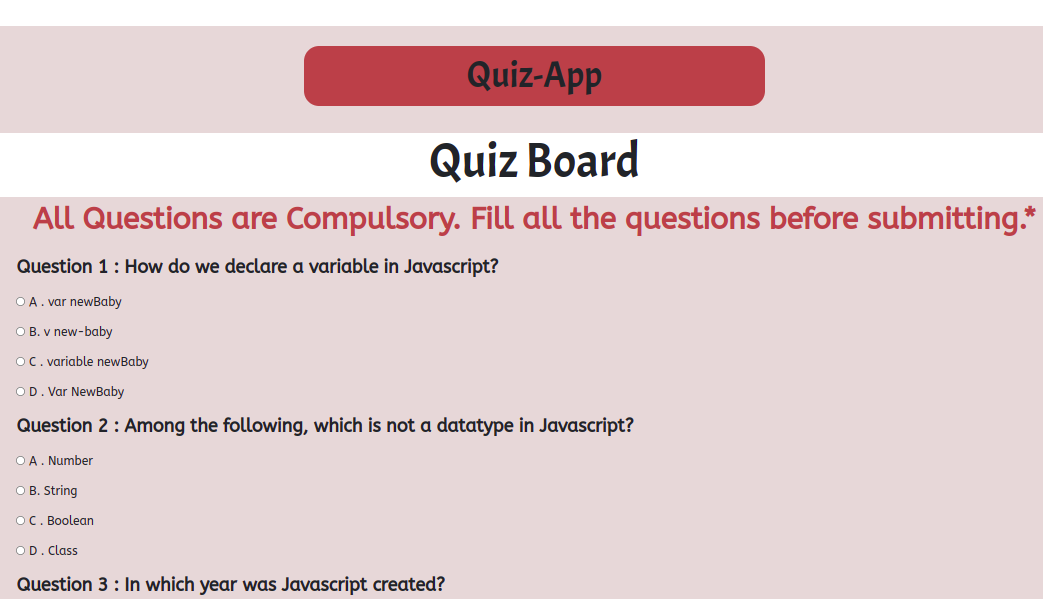 Quiz-App
Quiz Board
All Questions are Compulsory. Fill all the questions before submitting.*
Question 1 : How do we declare a variable in Javascript?
A . var newBaby
B. v new-baby
C . variable newBaby
D . Var NewBaby
Question 2 : Among the following, which is not a datatype in Javascript?
A . Number
B. String
C . Boolean
D . Class
Question 3 : In which year was Javascript created?